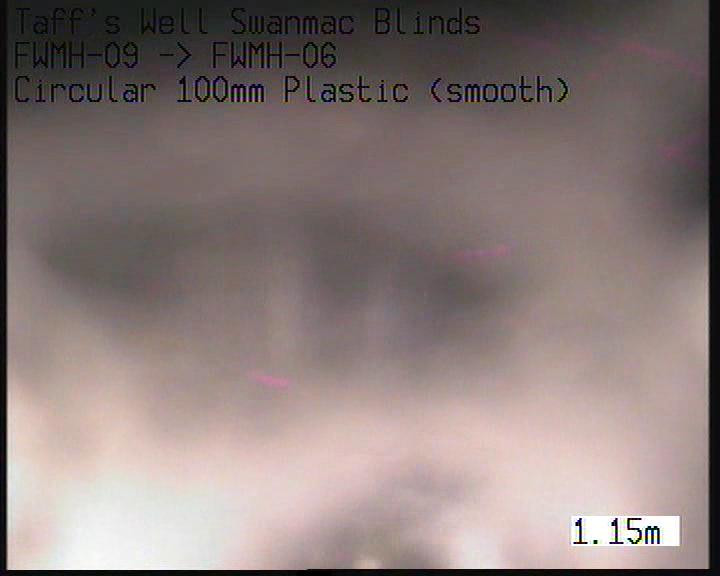 Taff's Well Swanmac Blinds
FWMH-09 -> FWMH-06
Circular 100mm Plastic (smooth)
1.15m